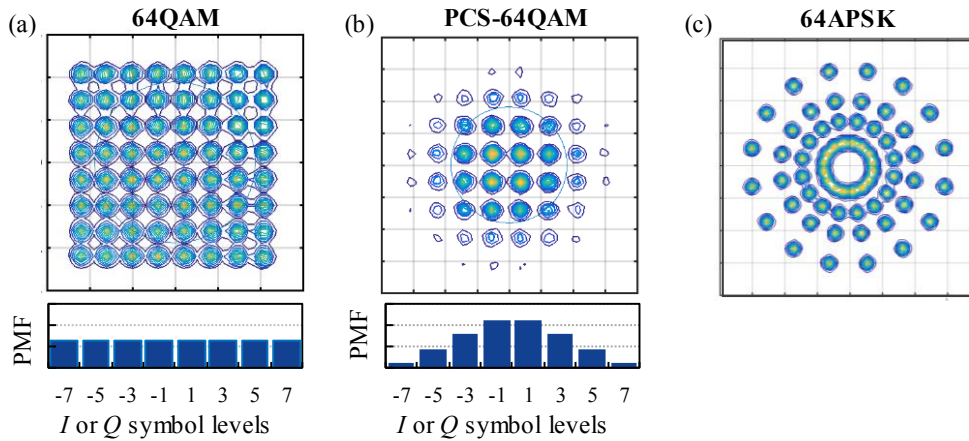 64QAM
PCS-64QAM
64APSK
(a)
(b)
(c)
PMF
-7 -5 -3 -1 1 3 5 7
I or Q symbol levels
PMF
-7 -5 -3 -1 1 3 5 7
I or Q symbol levels